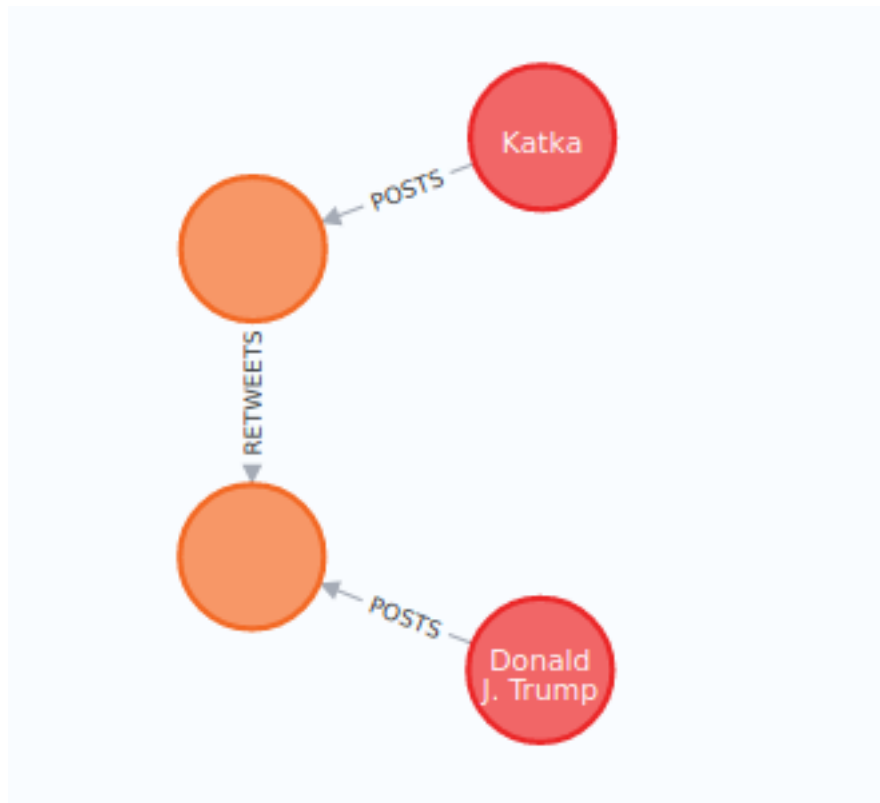 Katka
POSTS
RETWEETS
POSTS
Donald
J. Trump